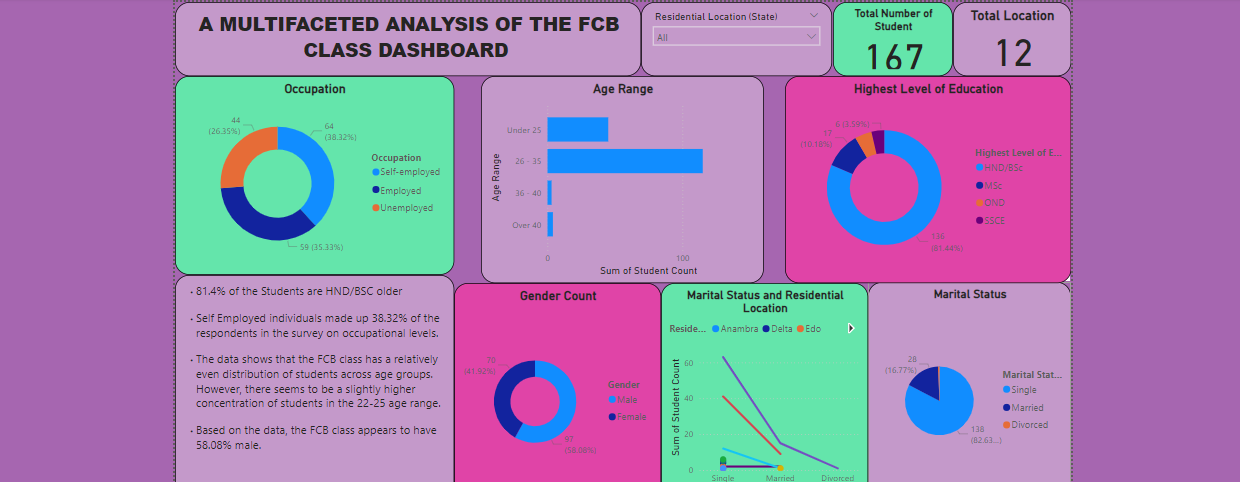 A MULTIFACETED ANALYSIS OF THE FCB
CLASS DASHBOARD
Residential Location (State)
All
Total Number of
Student
167
Total Location
12
Occupation
44
(26.35%)
64
(38.32%)
59 (35.33%)
Occupation
Self-employed
Employed
Unemployed
Age Range
Age Range
Under 25
26 - 35
36 - 40
Over 40
0
100
Sum of Student Count
Highest Level of Education
6 (3.59%)
17
(10.18%)
136
(81.44%)
Highest Level of E...
HND/BSc
MSc
OND
SSCE
· 81.4% of the Students are HND/BSC older
· Self Employed individuals made up 38.32% of the
respondents in the survey on occupational levels.
· The data shows that the FCB class has a relatively
even distribution of students across age groups.
However, there seems to be a slightly higher
concentration of students in the 22-25 age range.
· Based on the data, the FCB class appears to have
58.08% male.
Gender Count
70
(41.92%)
97
(58.08%)
Gender
Male
Female
Marital Status and Residential
Location
Reside... Anambra Delta Edo
Sum of Student Count
60
40
20
0
Single
Married
Divorced
Marital Status
28
(16.77%)
138
(82.63...)
Marital Stat...
Single
Married
Divorced